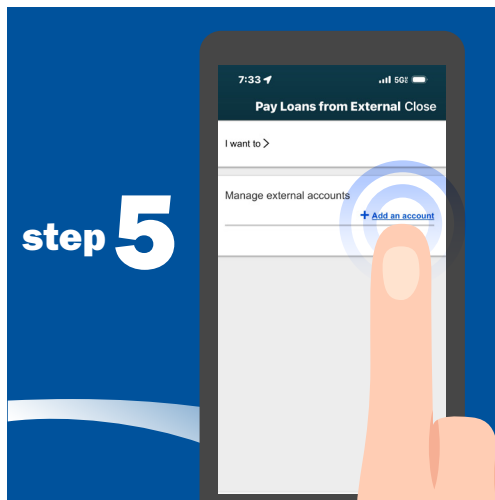 step 5
7:33 5G
Pay Loans from External Close
I want to >
Manage external accounts
+ Add an account